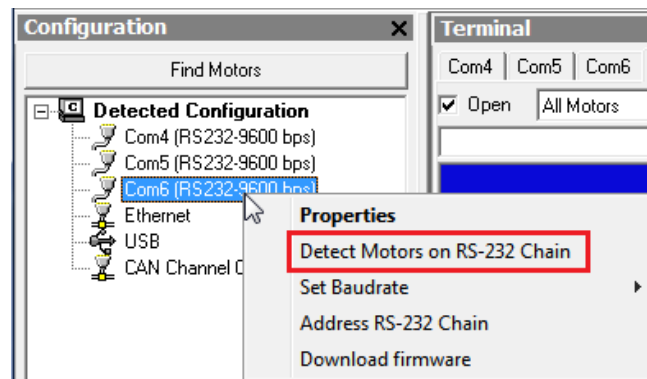 Configuration
Find Motors
Detected Configuration
Com4 (RS232-9600 bps)
Com5 (RS232-9600 bps)
Com6 (RS232-9600 bps)
Ethernet
USB
CAN Channel
Terminal
Com4 Com5 Com6
Open All Motors
Properties
Detect Motors on RS-232 Chain
Set Baudrate
Address RS-232 Chain
Download firmware